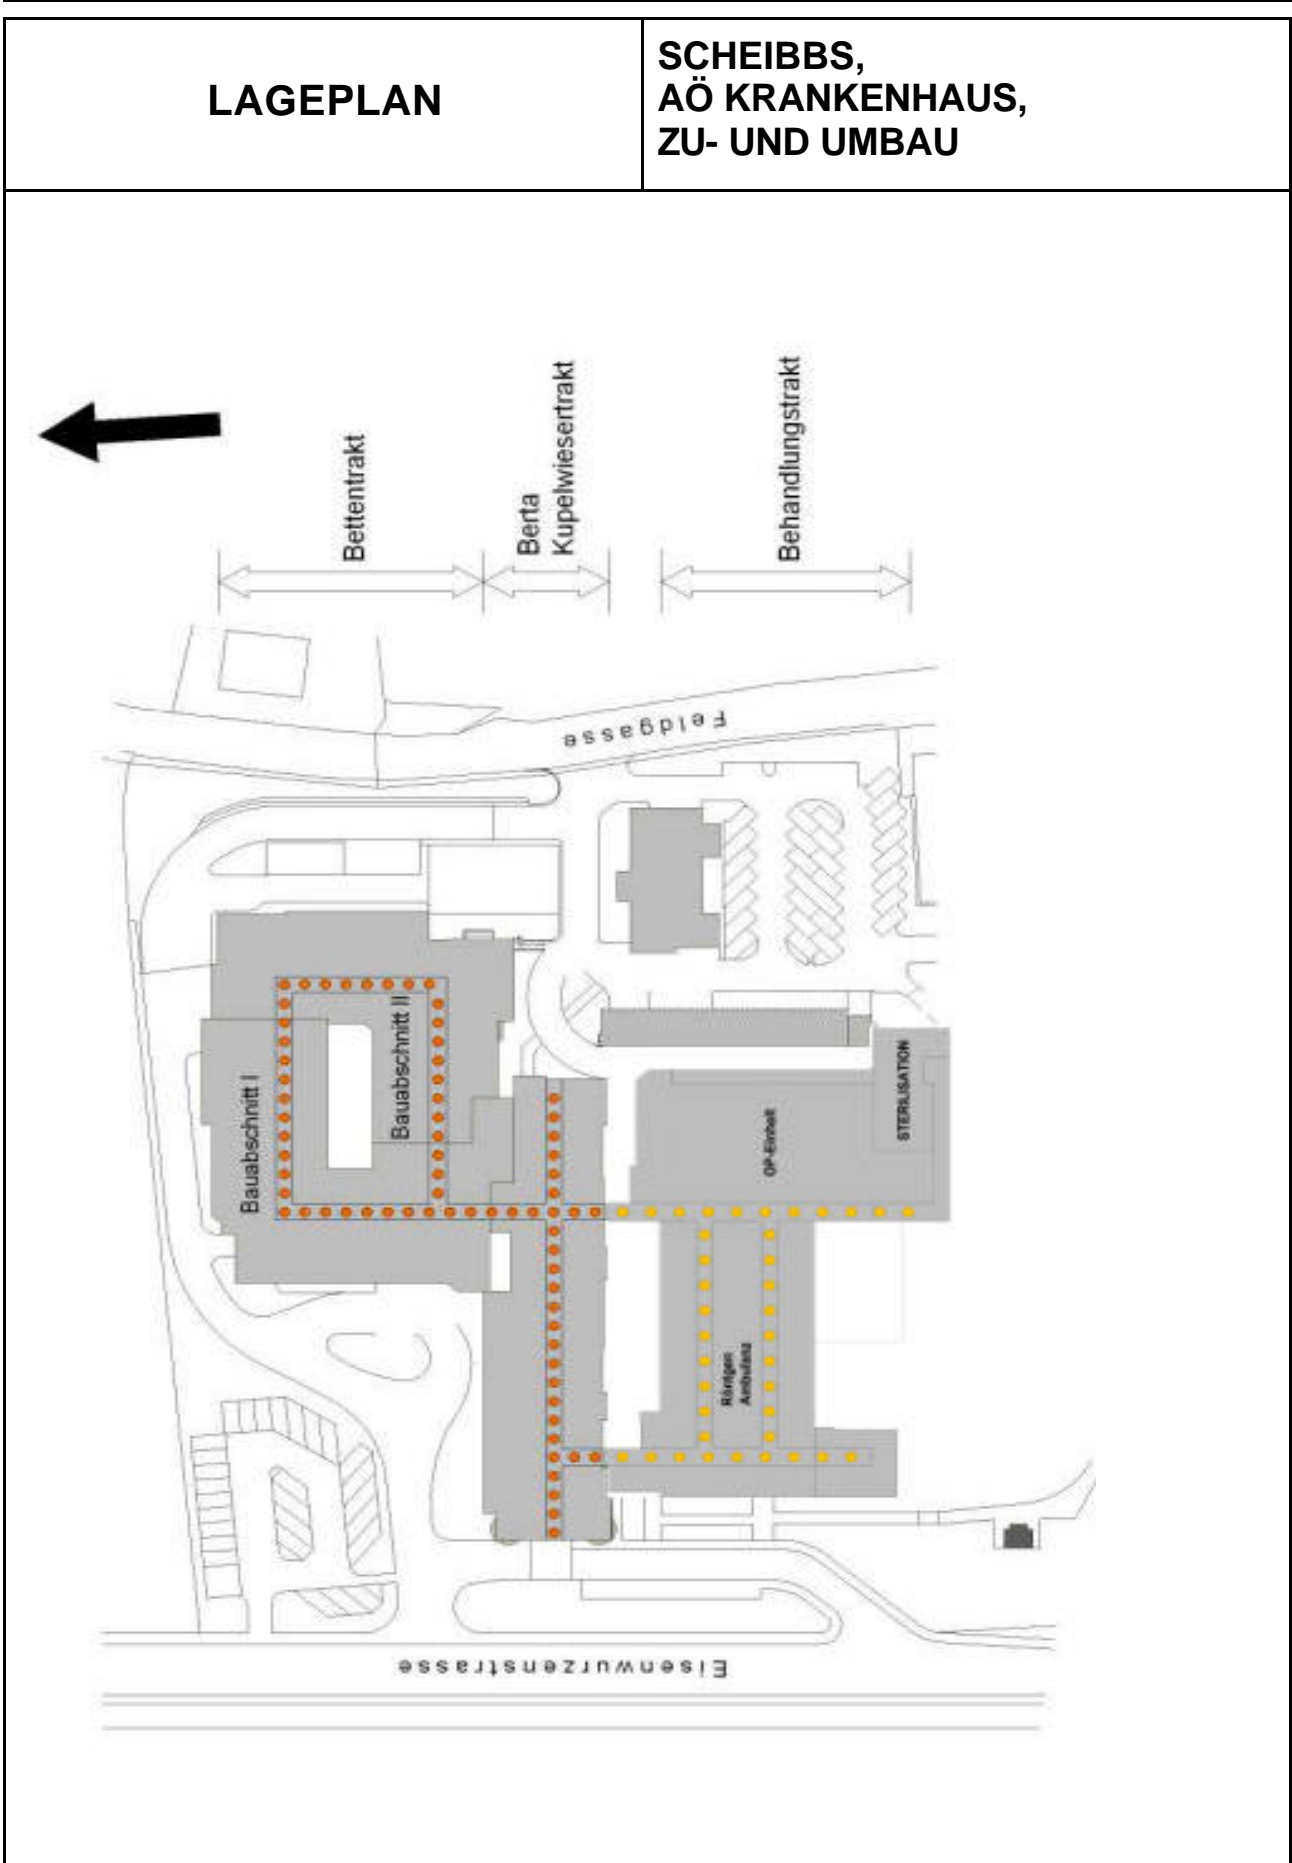 LAGEPLAN
SCHEIBBS,
AÖ KRANKENHAUS,
ZU- UND UMBAU
Bettentrakt
Berta
Kupelwiesertrakt
Behandlungstrakt
Feldgasse
Bauabschnitt I
Bauabschnitt II
STERILISATION
OP-Einheit
Röntgen
Ambulanz
Eisenwurzenstrasse